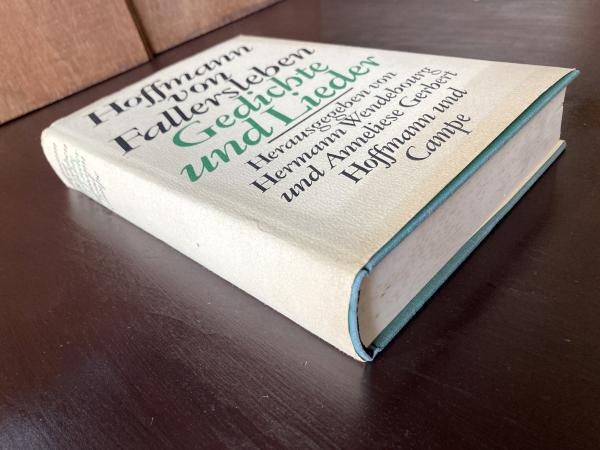 Hoffmann
von
Fallersleben
Gedichte
und Lieder
Herausgegeben von
Hermann Wendebourg
und Anneliese Gerbert
Hoffmann und
Campe